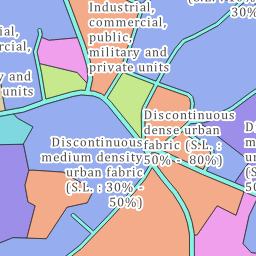 Industrial,
commercial,
public,
military and
private units
30%
units
Discontinuous
dense urban
fabric (S.L. :
50% - 80%)
Discontinuous
medium density
urban fabric
(S.L. : 30% -
50%)